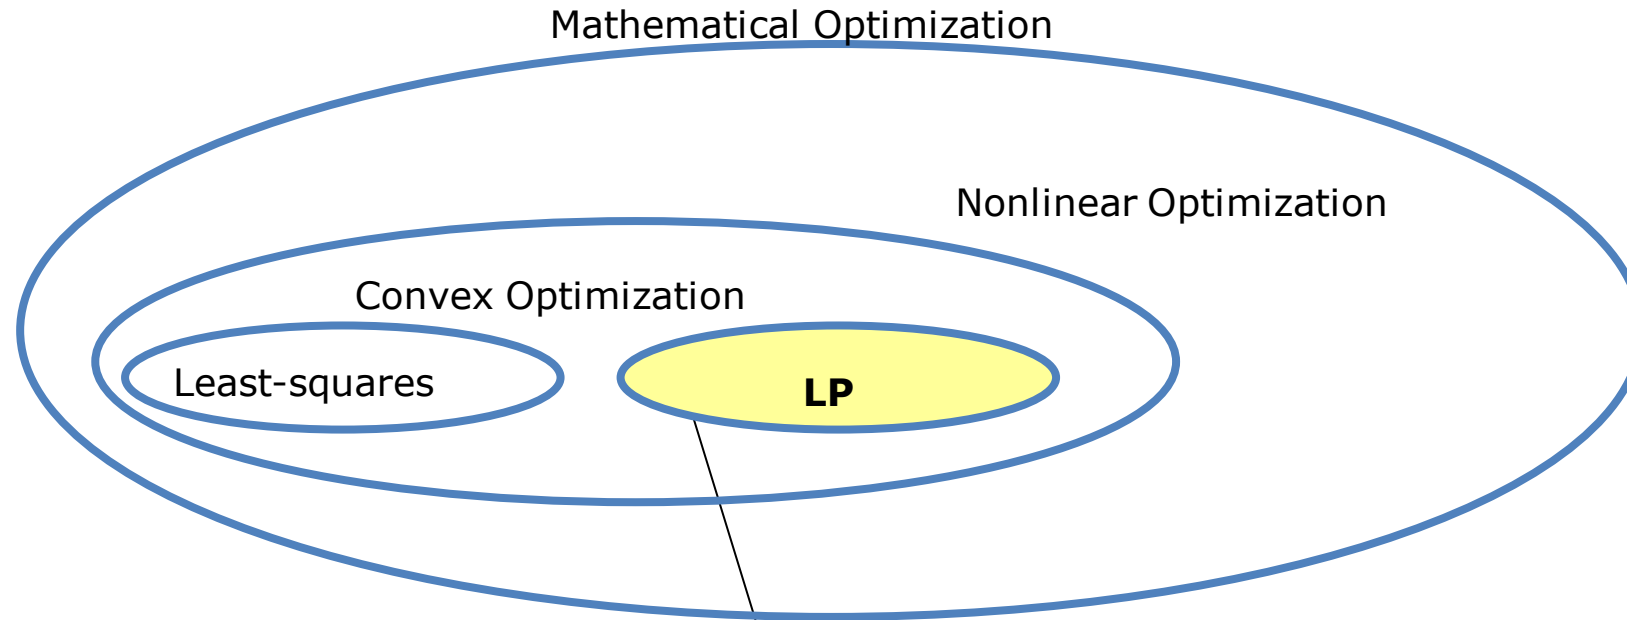 Mathematical Optimization
Nonlinear Optimization
Convex Optimization
Least-squares
LP